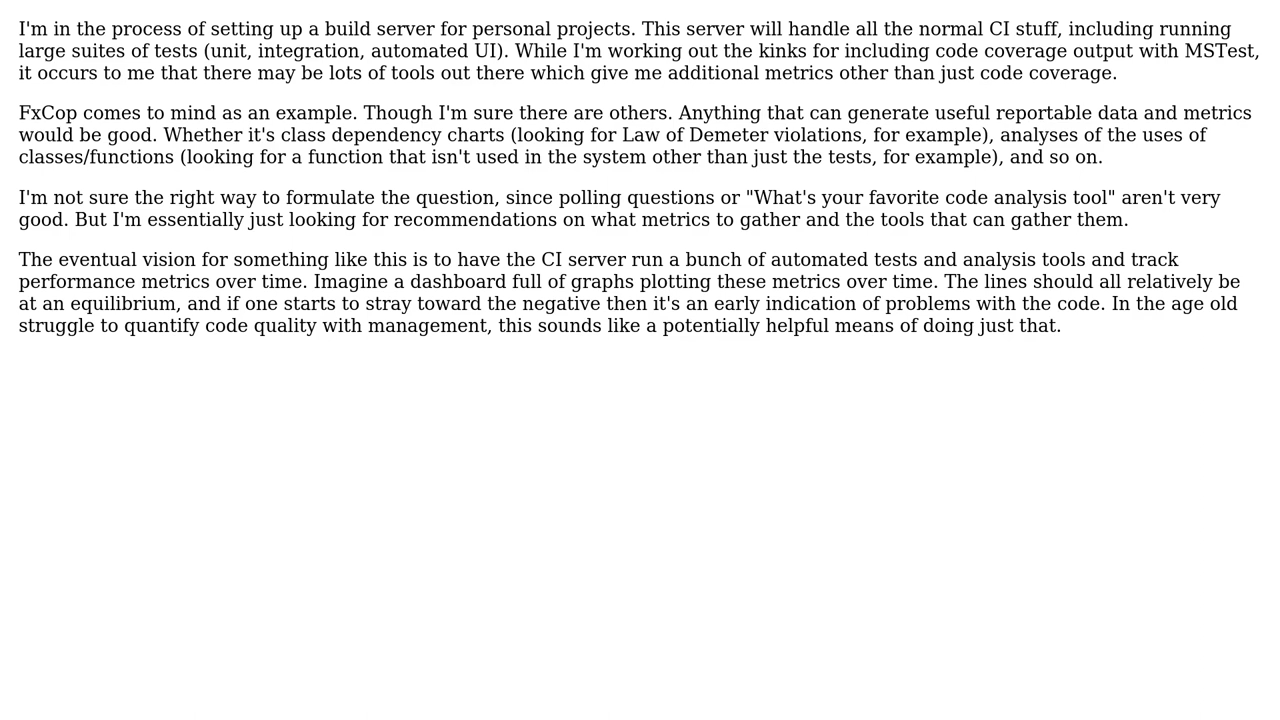 I'm in the process of setting up a build server for personal projects. This server will handle all the normal CI stuff, including running
large suites of tests (unit, integration, automated UI). While I'm working out the kinks for including code coverage output with MSTest,
it occurs to me that there may be lots of tools out there which give me additional metrics other than just code coverage.
FxCop comes to mind as an example. Though I'm sure there are others. Anything that can generate useful reportable data and metrics
would be good. Whether it's class dependency charts (looking for Law of Demeter violations, for example), analyses of the uses of
classes/functions (looking for a function that isn't used in the system other than just the tests, for example), and so on.
I'm not sure the right way to formulate the question, since polling questions or "What's your favorite code analysis tool" aren't very
good. But I'm essentially just looking for recommendations on what metrics to gather and the tools that can gather them.
The eventual vision for something like this is to have the CI server run a bunch of automated tests and analysis tools and track
performance metrics over time. Imagine a dashboard full of graphs plotting these metrics over time. The lines should all relatively be
at an equilibrium, and if one starts to stray toward the negative then it's an early indication of problems with the code. In the age old
struggle to quantify code quality with management, this sounds like a potentially helpful means of doing just that.